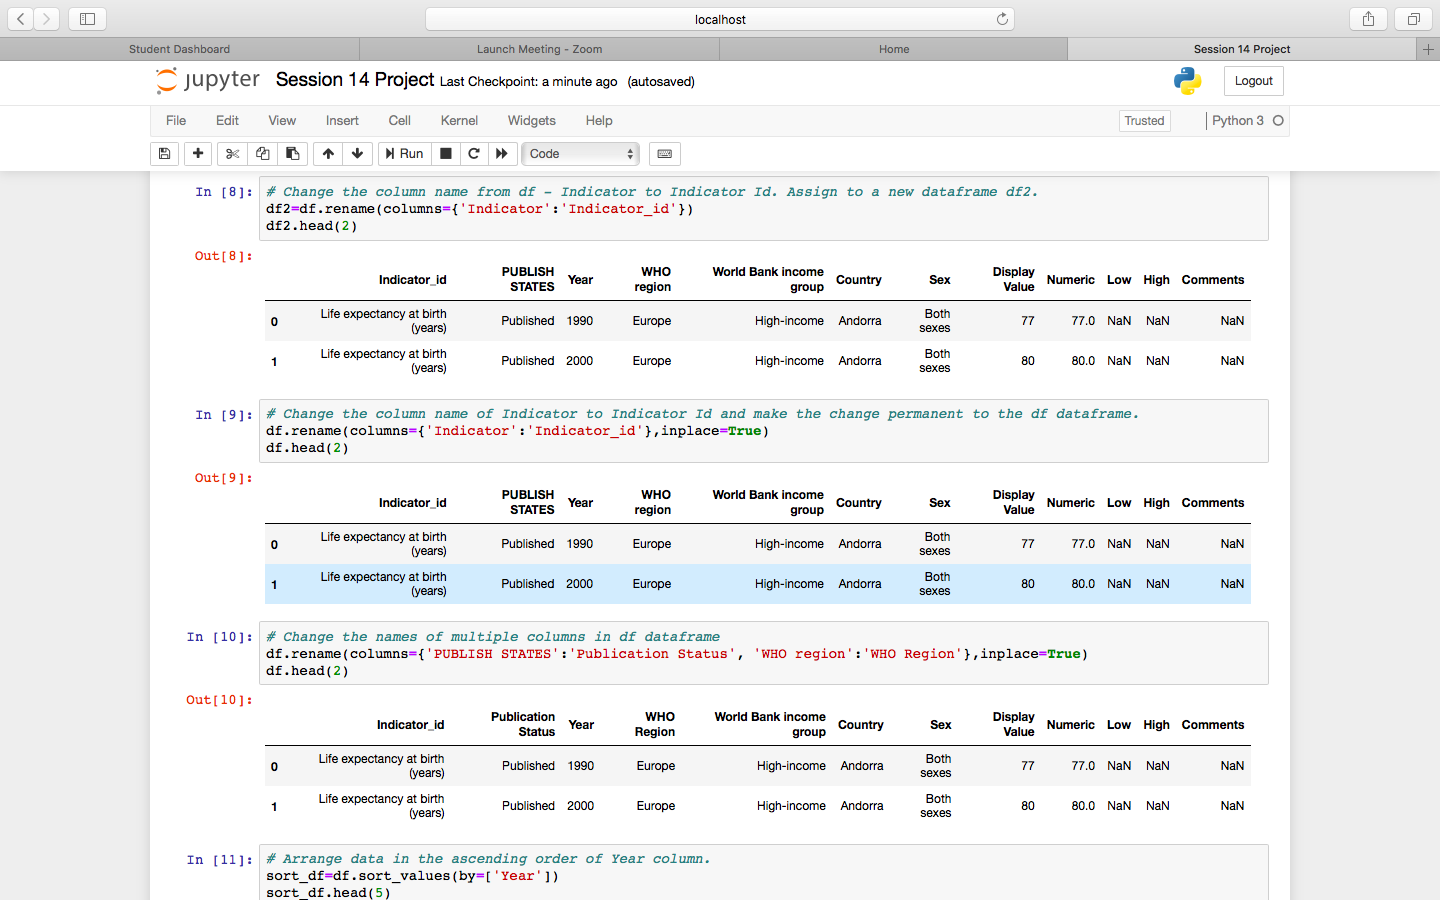 localhost
Student Dashboard
Launch Meeting - Zoom
Home
Session 14 Project
jupyter Session 14 Project Last Checkpoint: a minute ago (autosaved)
Logout
File Edit View Insert Cell Kernel Widgets Help
Trusted
Python 3
Run
Code
In [8]:
# Change the column name from df - Indicator to Indicator Id. Assign to a new dataframe df2.
df2=df.rename(columns={'Indicator':'Indicator_id'})
df2.head(2)
Out[8]:
Indicator_id PUBLISH STATES Year WHO region World Bank income group Country Sex Display Value Numeric Low High Comments
0 Life expectancy at birth (years) Published 1990 Europe High-income Andorra Both sexes 77 77.0 NaN NaN NaN
1 Life expectancy at birth (years) Published 2000 Europe High-income Andorra Both sexes 80 80.0 NaN NaN NaN
In [9]:
# Change the column name of Indicator to Indicator Id and make the change permanent to the df dataframe.
df.rename(columns={'Indicator':'Indicator_id'},inplace=True)
df.head(2)
Out[9]:
Indicator_id PUBLISH STATES Year WHO region World Bank income group Country Sex Display Value Numeric Low High Comments
0 Life expectancy at birth (years) Published 1990 Europe High-income Andorra Both sexes 77 77.0 NaN NaN NaN
1 Life expectancy at birth (years) Published 2000 Europe High-income Andorra Both sexes 80 80.0 NaN NaN NaN
In [10]:
# Change the names of multiple columns in df dataframe
df.rename(columns={'PUBLISH STATES':'Publication Status', 'WHO region':'WHO Region'},inplace=True)
df.head(2)
Out[10]:
Indicator_id Publication Status Year WHO Region World Bank income group Country Sex Display Value Numeric Low High Comments
0 Life expectancy at birth (years) Published 1990 Europe High-income Andorra Both sexes 77 77.0 NaN NaN NaN
1 Life expectancy at birth (years) Published 2000 Europe High-income Andorra Both sexes 80 80.0 NaN NaN NaN
In [11]:
# Arrange data in the ascending order of Year column.
sort_df=df.sort_values(by=['Year'])
sort_df.head(5)